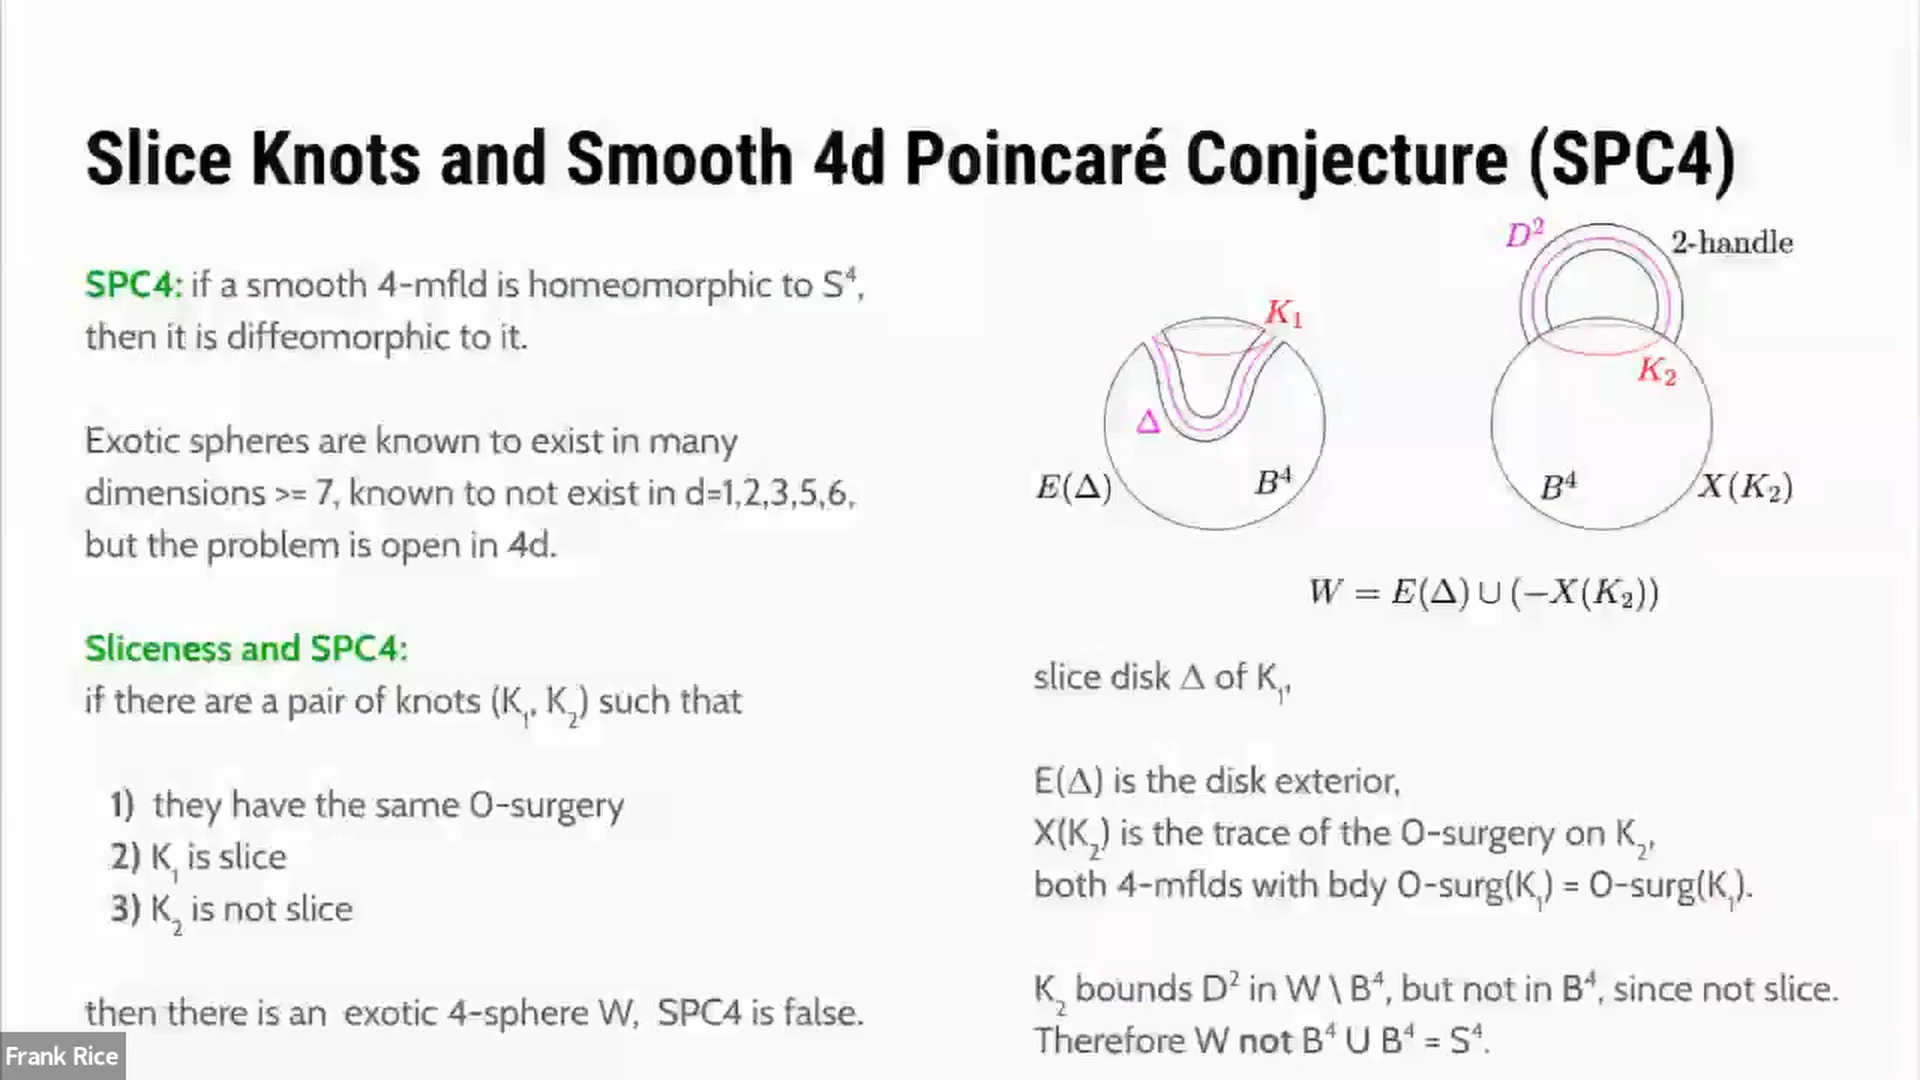 Slice Knots and Smooth 4d Poincaré Conjecture (SPC4)
SPC4: if a smooth 4-mfld is homeomorphic to S⁴,
then it is diffeomorphic to it.
Exotic spheres are known to exist in many
dimensions >= 7, known to not exist in d=1,2,3,5,6,
but the problem is open in 4d.
Sliceness and SPC4:
if there are a pair of knots (K₁, K₂) such that
1) they have the same 0-surgery
2) K₁ is slice
3) K₂ is not slice
then there is an exotic 4-sphere W, SPC4 is false.
D²
2-handle
K₁
K₂
Δ
E(Δ)
B⁴
B⁴
X(K₂)
W = E(Δ) ∪ (−X(K₂))
slice disk Δ of K₁,
E(Δ) is the disk exterior,
X(K₂) is the trace of the 0-surgery on K₂,
both 4-mflds with bdy 0-surg(K₁) = 0-surg(K₁).
K₂ bounds D² in W \ B⁴, but not in B⁴, since not slice.
Therefore W not B⁴ U B⁴ = S⁴.
Frank Rice